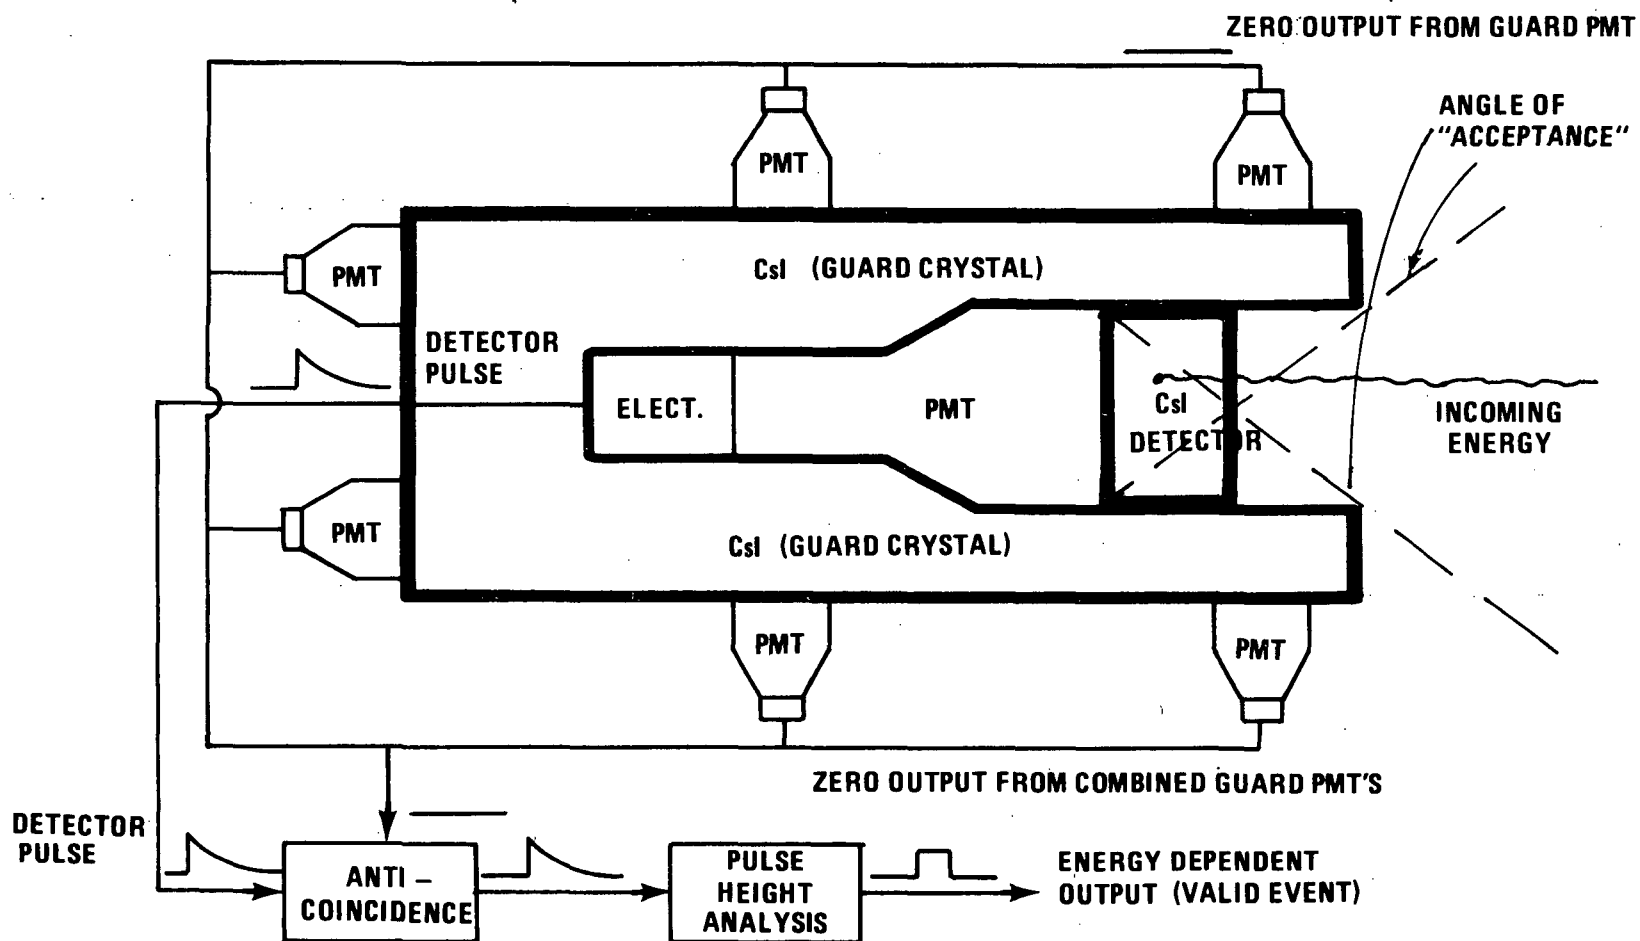 ZERO OUTPUT FROM GUARD PMT
ANGLE OF
"ACCEPTANCE"
PMT
PMT
PMT
CsI (GUARD CRYSTAL)
DETECTOR
PULSE
ELECT.
PMT
CsI
DETECTOR
INCOMING
ENERGY
PMT
CsI (GUARD CRYSTAL)
PMT
PMT
ZERO OUTPUT FROM COMBINED GUARD PMT'S
DETECTOR
PULSE
ANTI –
COINCIDENCE
PULSE
HEIGHT
ANALYSIS
ENERGY DEPENDENT
OUTPUT (VALID EVENT)